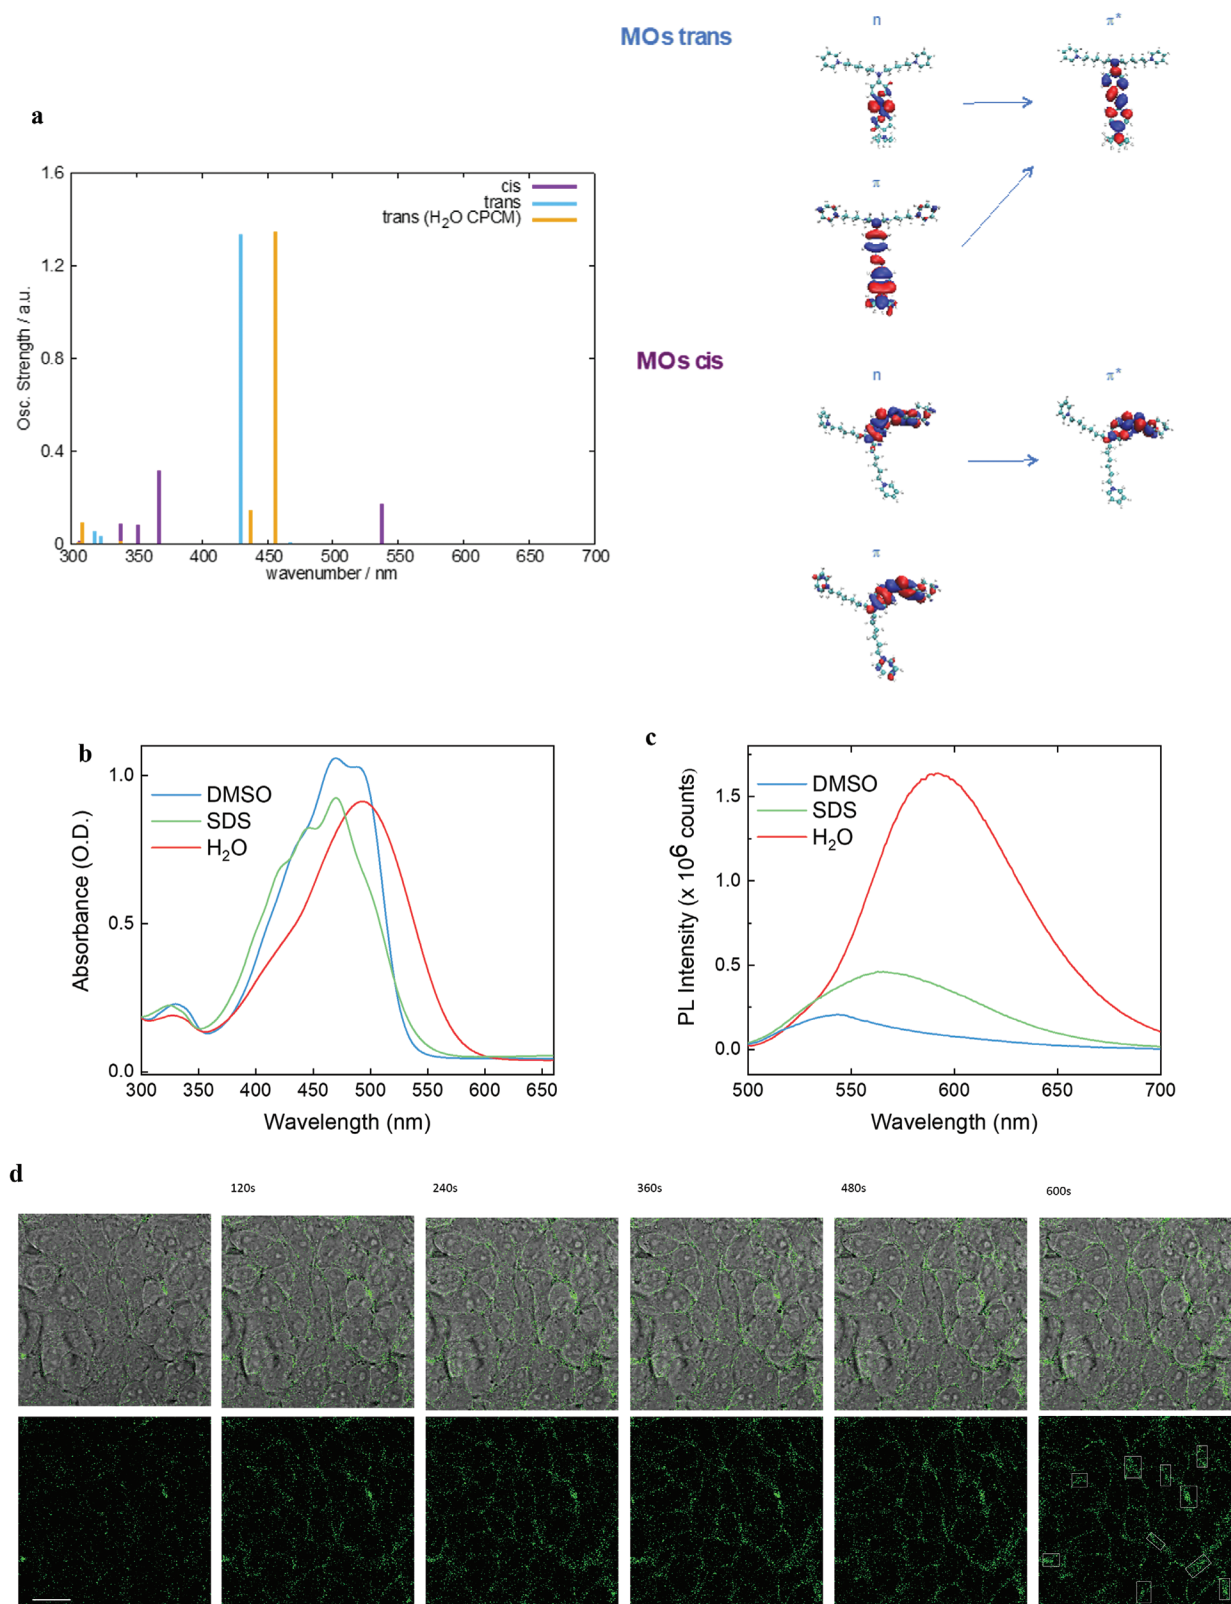 a
MOs trans
n
π*
π
MOs cis
n
π*
π
1.6
1.2
0.8
0.4
0
Osc. Strength / a.u.
cis
trans
trans (H₂O CPCM)
300 350 400 450 500 550 600 650 700
wavenumber / nm
b
1.0
0.5
0.0
Absorbance (O.D.)
DMSO
SDS
H₂O
300 350 400 450 500 550 600 650
Wavelength (nm)
c
1.5
1.0
0.5
0.0
PL Intensity (x 10⁶ counts)
DMSO
SDS
H₂O
500 550 600 650 700
Wavelength (nm)
d
120s 240s 360s 480s 600s